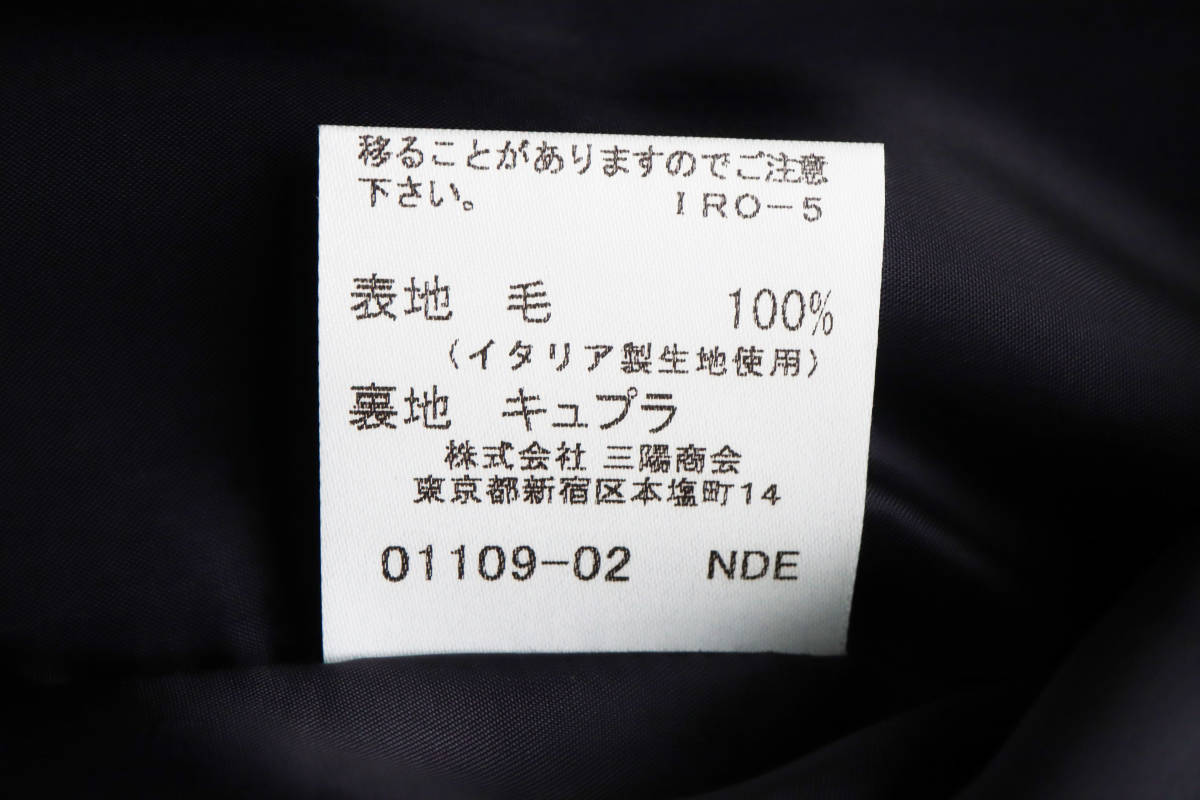 移ることがありますのでご注意
下さい。 IRO-5
表地 毛 100%
(イタリア製生地使用)
裏地 キュプラ
株式会社 三陽商会
東京都新宿区本塩町14
01109-02 NDE